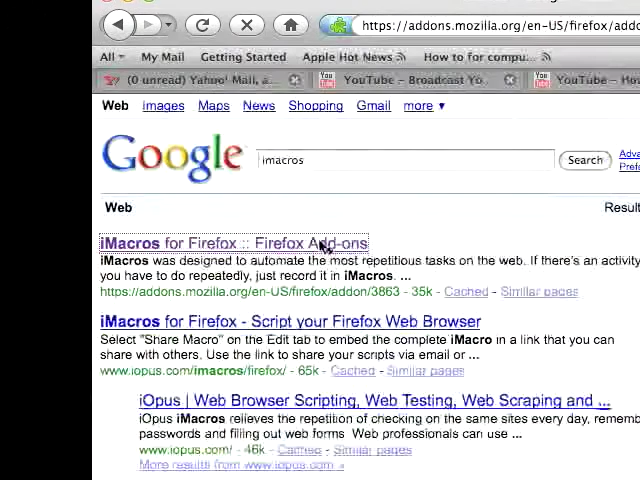 https://addons.mozilla.org/en-US/firefox/addo
All My Mail Getting Started Apple Hot News How to for compu...
(0 unread) Yahoo! Mail, a... YouTube - Broadcast Yo... YouTube - Hov
Web Images Maps News Shopping Gmail more ▼
Google imacros Search Adva
Prefe
Web Result
iMacros for Firefox :: Firefox Add-ons
iMacros was designed to automate the most repetitious tasks on the web. If there's an activity
you have to do repeatedly, just record it in iMacros. ...
https://addons.mozilla.org/en-US/firefox/addon/3863 - 35k - Cached - Similar pages
iMacros for Firefox - Script your Firefox Web Browser
Select "Share Macro" on the Edit tab to embed the complete iMacro in a link that you can
share with others. Use the link to share your scripts via email or ...
www.iopus.com/imacros/firefox/ - 65k - Cached - Similar pages
iOpus | Web Browser Scripting, Web Testing, Web Scraping and ...
iOpus iMacros relieves the repetition of checking on the same sites every day, rememb
passwords and filling out web forms Web professionals can use ...
www.iopus.com/ - 46k - Cached - Similar pages
More results from www.iopus.com »